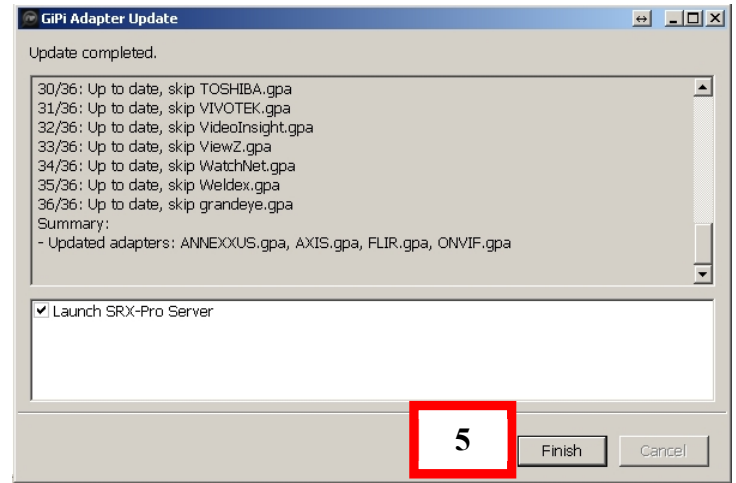 GiPi Adapter Update
Update completed.
30/36: Up to date, skip TOSHIBA.gpa
31/36: Up to date, skip VIVOTEK.gpa
32/36: Up to date, skip VideoInsight.gpa
33/36: Up to date, skip ViewZ.gpa
34/36: Up to date, skip WatchNet.gpa
35/36: Up to date, skip Weldex.gpa
36/36: Up to date, skip grandeye.gpa
Summary:
- Updated adapters: ANNEXXUS.gpa, AXIS.gpa, FLIR.gpa, ONVIF.gpa
Launch SRX-Pro Server
5
Finish
Cancel